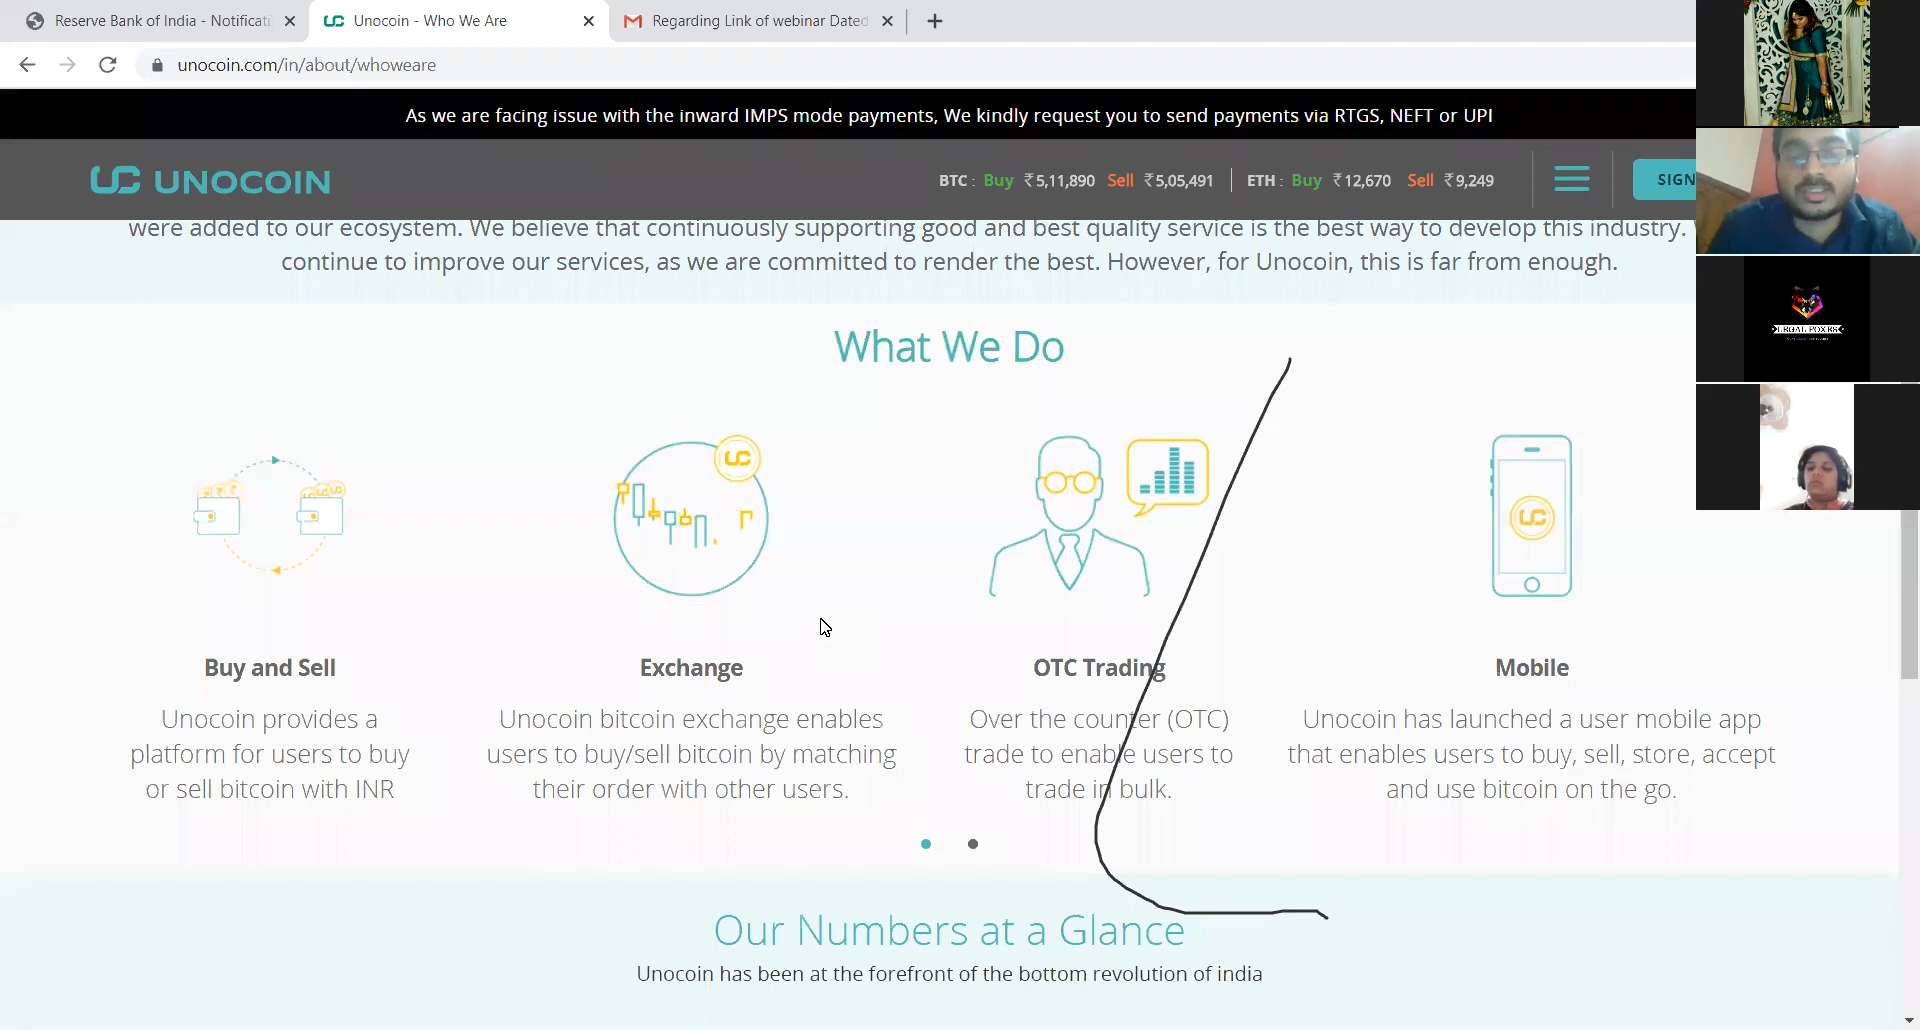 Reserve Bank of India - Notificati
Unocoin - Who We Are
Regarding Link of webinar Dated
unocoin.com/in/about/whoweare
As we are facing issue with the inward IMPS mode payments, We kindly request you to send payments via RTGS, NEFT or UPI
UNOCOIN
BTC : Buy ₹5,11,890 Sell ₹5,05,491 | ETH : Buy ₹12,670 Sell ₹9,249
SIGN
were added to our ecosystem. We believe that continuously supporting good and best quality service is the best way to develop this industry.
continue to improve our services, as we are committed to render the best. However, for Unocoin, this is far from enough.
LEGAL FOXES
What We Do
Buy and Sell
Unocoin provides a
platform for users to buy
or sell bitcoin with INR
Exchange
Unocoin bitcoin exchange enables
users to buy/sell bitcoin by matching
their order with other users.
OTC Trading
Over the counter (OTC)
trade to enable users to
trade in bulk.
Mobile
Unocoin has launched a user mobile app
that enables users to buy, sell, store, accept
and use bitcoin on the go.
Our Numbers at a Glance
Unocoin has been at the forefront of the bottom revolution of india